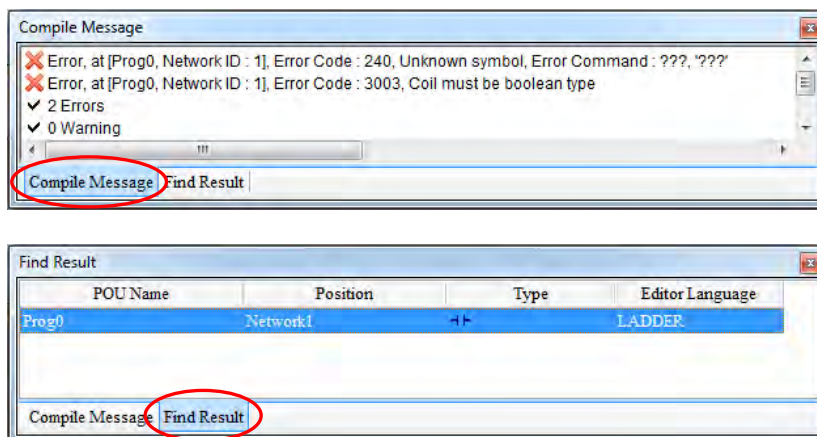 Compile Message
Error, at [Prog0, Network ID : 1], Error Code : 240, Unknown symbol, Error Command : ???, '???'
Error, at [Prog0, Network ID : 1], Error Code : 3003, Coil must be boolean type
2 Errors
0 Warning
Compile Message Find Result
Find Result
POU Name Position Type Editor Language
Prog0 Network1 LADDER
Compile Message Find Result